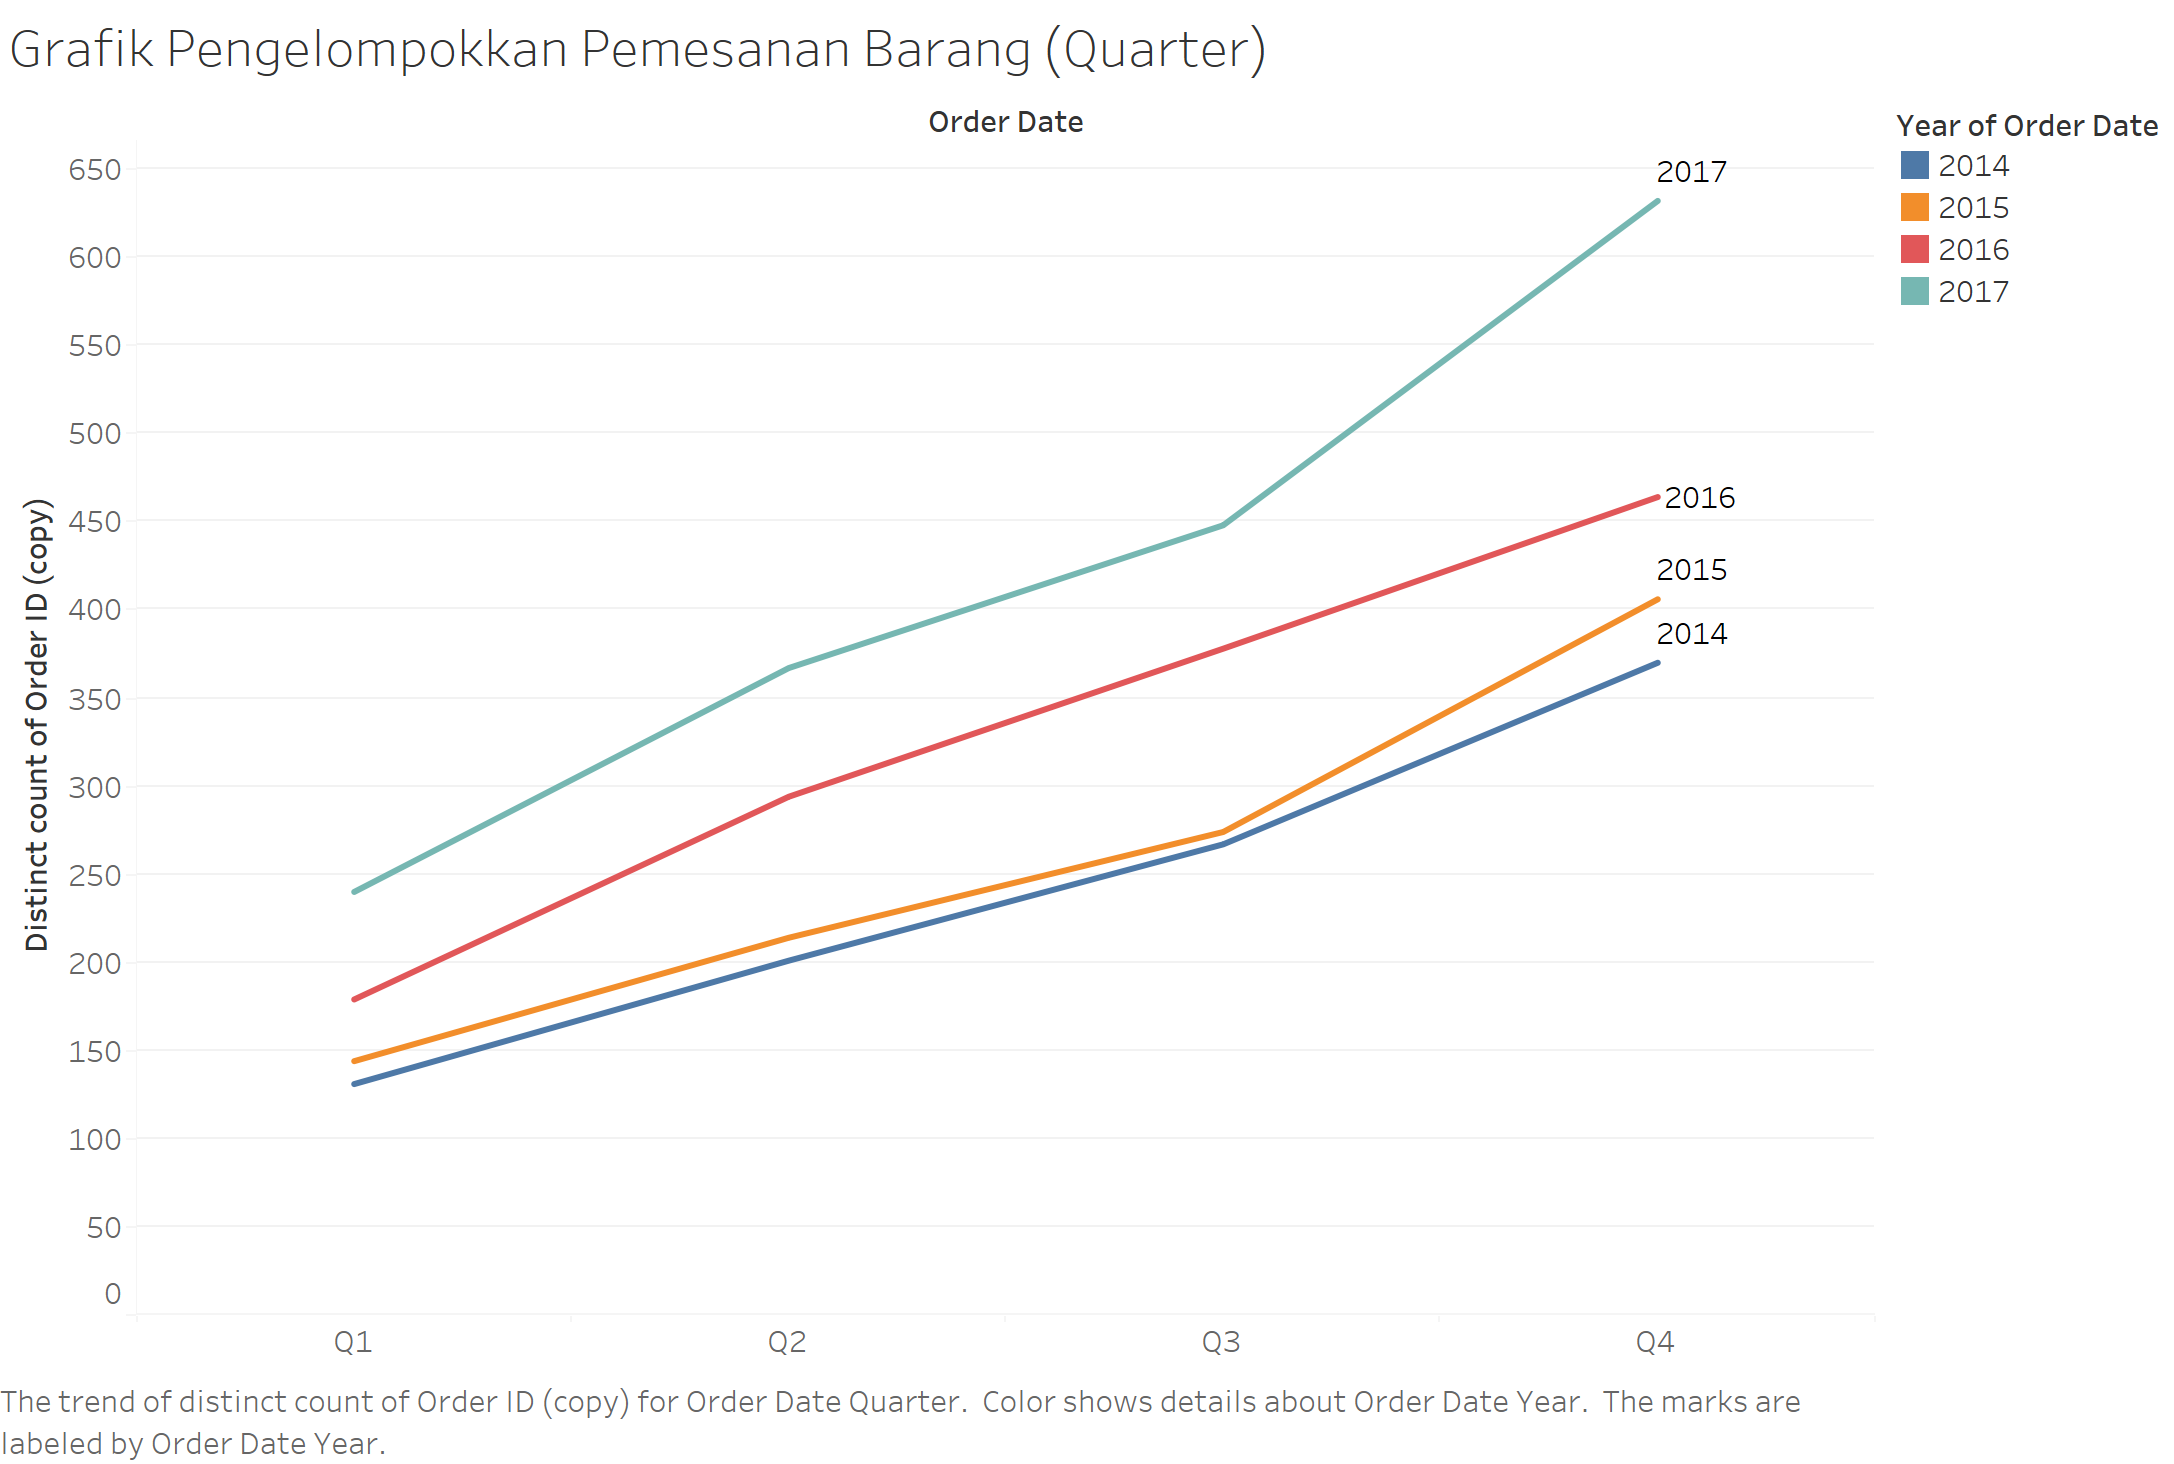 Grafik Pengelompokkan Pemesanan Barang (Quarter)
Order Date
Year of Order Date
2014
2015
2016
2017
Distinct count of Order ID (copy)
650
600
550
500
450
400
350
300
250
200
150
100
50
0
2017
2016
2015
2014
Q1
Q2
Q3
Q4
The trend of distinct count of Order ID (copy) for Order Date Quarter.  Color shows details about Order Date Year.  The marks are
labeled by Order Date Year.